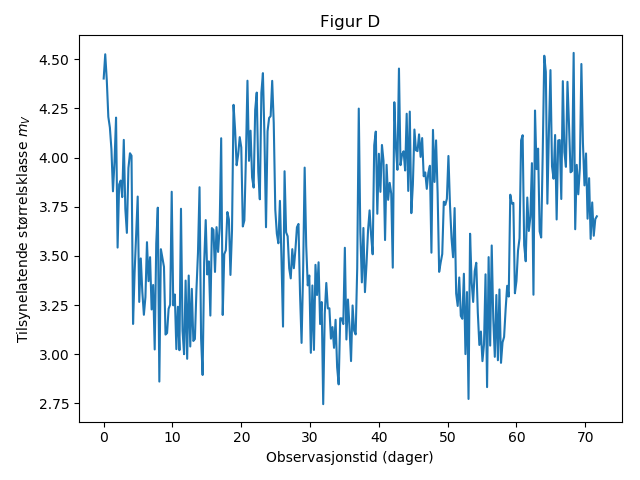 Figur D
Tilsynelatende størrelsklasse $m_V$
4.50
4.25
4.00
3.75
3.50
3.25
3.00
2.75
0 10 20 30 40 50 60 70
Observasjonstid (dager)